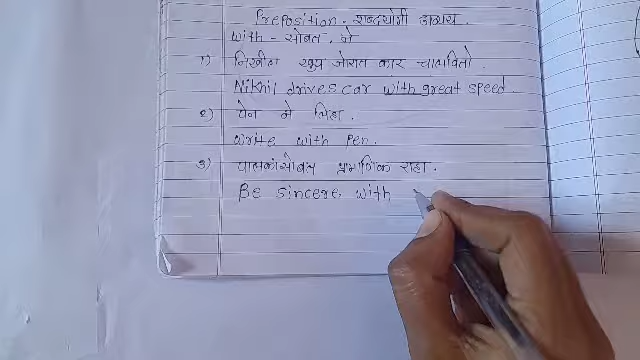 Preposition - शब्दयोगी अव्यय.
With - सोबत, ने
1) निखील खुप जोरात कार चालवितो.
Nikhil drives car with great speed.
2) पेन ने लिहा.
Write with pen.
3) पालकांसोबत प्रामाणिक राहा.
Be sincere with